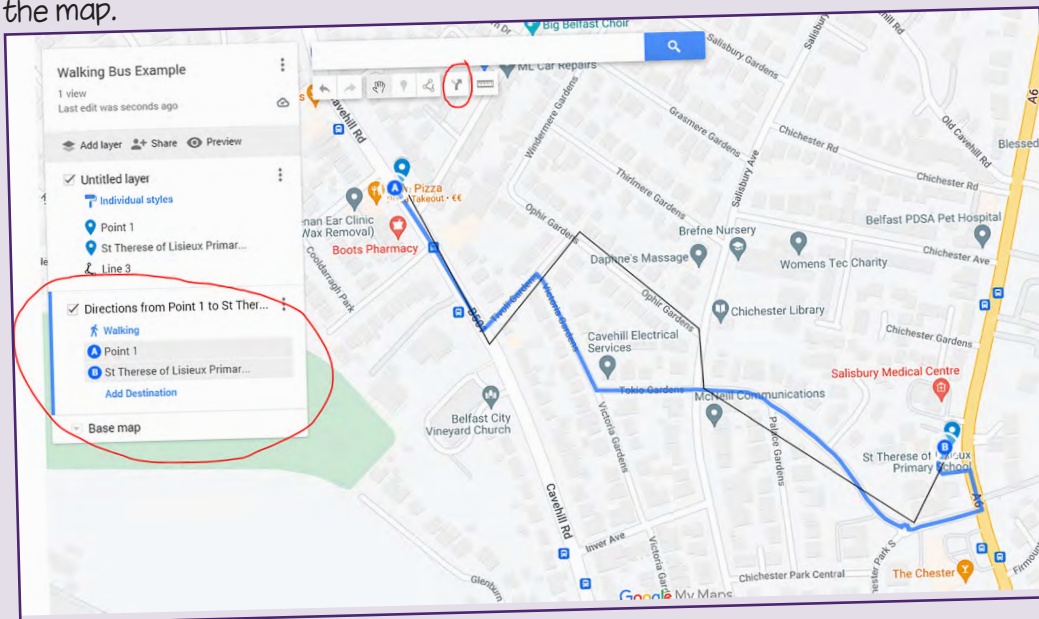 the map.
Walking Bus Example
1 view
Last edit was seconds ago
Add layer
Share
Preview
Untitled layer
Individual styles
Point 1
St Therese of Lisieux Primar...
Line 3
Directions from Point 1 to St Ther...
Walking
A Point 1
B St Therese of Lisieux Primar...
Add Destination
Base map
Big Belfast Choir
ML Car Repairs
Salisbury Gardens
Salisbury
Old Cavehill Rd
A6
Blessed
Cavehill Rd
Windermere Gardens
Grasmere Gardens
Chichester Rd
Chichester Rd
Thirlmere Gardens
Salisbury Ave
A
Pizza
Takeout • €€
Ear Clinic
Wax Removal)
Boots Pharmacy
Cooldarragh Park
Ophir Gardens
Brefne Nursery
Daphne's Massage
Womens Tec Charity
Belfast PDSA Pet Hospital
Chichester Ave
Ophir Gardens
Chichester Library
Tivoli Gardens
Victoria Gardens
Cavehill Electrical
Services
Chichester Gardens
Salisbury Medical Centre
Tokio Gardens
McNeill Communications
Belfast City
Vineyard Church
Victoria Gardens
Palace Gardens
B
St Therese of
Primary School
A6
Cavehill Rd
Inver Ave
Victoria
Glenburn
Chichester Park Central
The Chester
Google My Maps